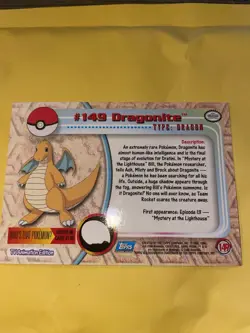 #149 Dragonite™
TYPE: DRAGON
Description:
An extremely rare Pokémon, Dragonite has
almost human-like intelligence and is the final
stage of evolution for Dratini. In "Mystery at
the Lighthouse" Bill, the Pokémon researcher,
tells Ash, Misty and Brock about Dragonite —
a Pokémon he has been searching for all his
life. Outside, a huge shadow appears through
the fog, answering Bill's Pokémon summons. Is
it Dragonite? No one will ever know, as Team
Rocket scares the creature away.
First appearance: Episode 13 —
"Mystery at the Lighthouse"
WHO'S THAT POKÉMON?
TV Animation Edition
Topps